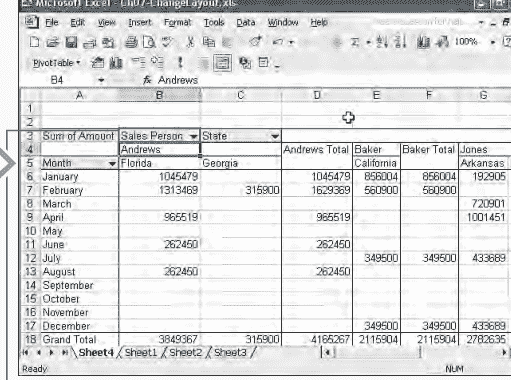 Microsoft Excel - Ch07-ChangeLayout.xls
File Edit View Insert Format Tools Data Window Help
100%
PivotTable
B4 fx Andrews
A B C D E F G
1
2
3 Sum of Amount Sales Person State
4 Andrews Andrews Total Baker Baker Total Jones
5 Month Florida Georgia California Arkansas
6 January 1045479 1045479 856004 856004 192905
7 February 1313469 315900 1629369 560900 560900
8 March 720901
9 April 965519 965519 1001451
10 May
11 June 262450 262450
12 July 349500 349500 433689
13 August 262450 262450
14 September
15 October
16 November
17 December 349500 349500 433689
18 Grand Total 3849367 315900 4165267 2115904 2115904 2782635
Sheet4 Sheet1 Sheet2 Sheet3
Ready NUM